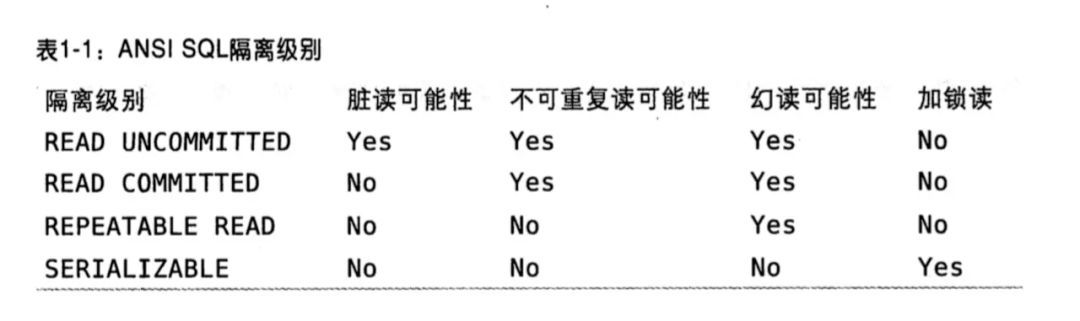 表1-1：ANSI SQL隔离级别
隔离级别 脏读可能性 不可重复读可能性 幻读可能性 加锁读
READ UNCOMMITTED Yes Yes Yes No
READ COMMITTED No Yes Yes No
REPEATABLE READ No No Yes No
SERIALIZABLE No No No Yes